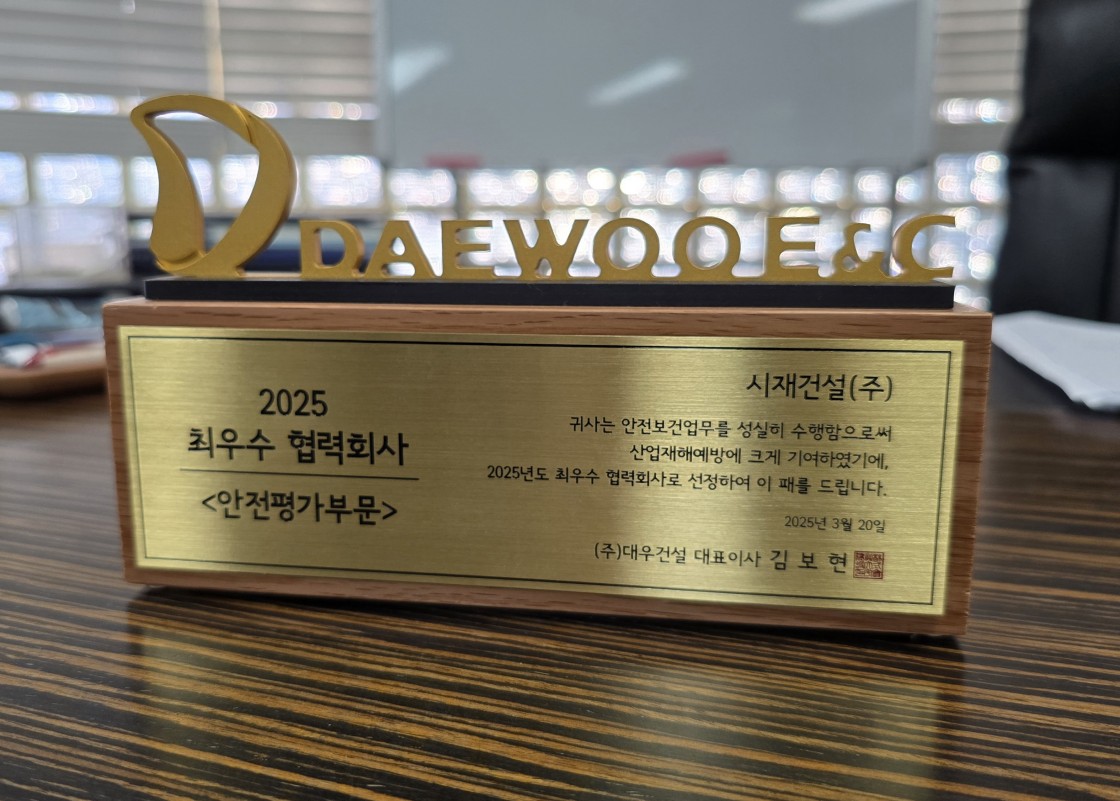 DAEWOO E&C
2025
최우수 협력회사
<안전평가부문>
시재건설(주)
귀사는 안전보건업무를 성실히 수행함으로써
산업재해예방에 크게 기여하였기에,
2025년도 최우수 협력회사로 선정하여 이 패를 드립니다.
2025년 3월 20일
(주)대우건설 대표이사 김 보 현